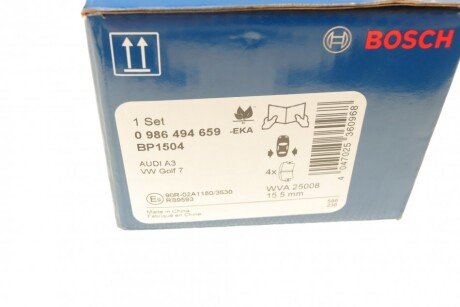 BOSCH
1 Set
0 986 494 659 -EKA
BP1504
AUDI A3
VW Golf 7
4x
E9 90R-02A1180/3530
WVA 25008
15.5 mm
Made in China
Fabriqué en Chine
4 047025 360968